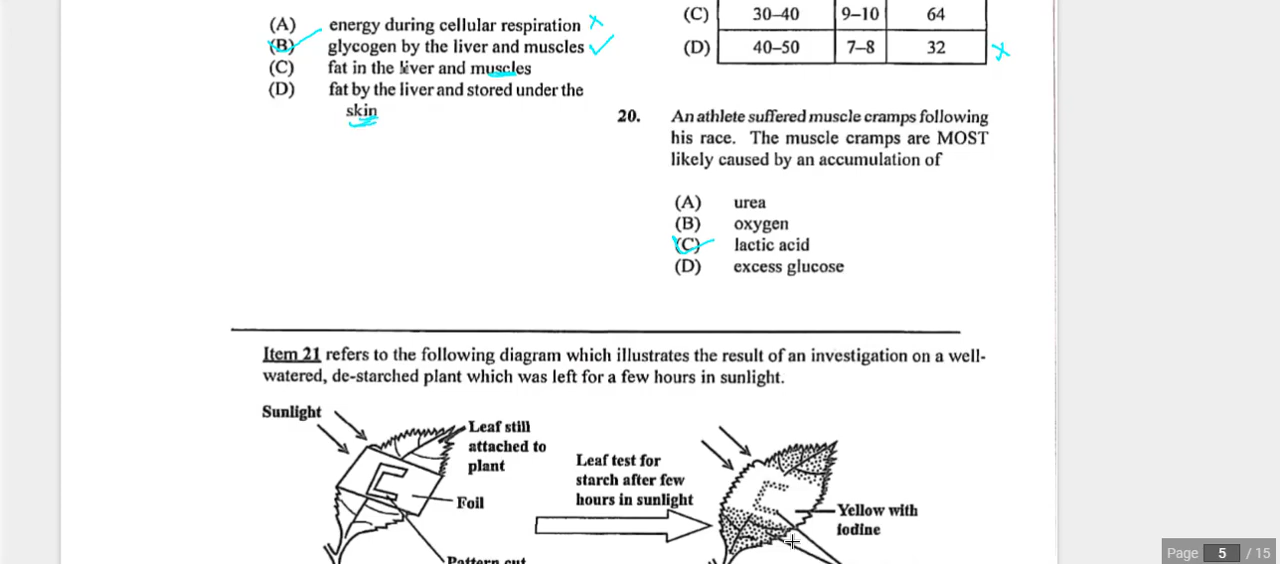 (A) energy during cellular respiration
(B) glycogen by the liver and muscles
(C) fat in the liver and muscles
(D) fat by the liver and stored under the
skin
(C) 30–40 9–10 64
(D) 40–50 7–8 32
20. An athlete suffered muscle cramps following
his race. The muscle cramps are MOST
likely caused by an accumulation of
(A) urea
(B) oxygen
(C) lactic acid
(D) excess glucose
Item 21 refers to the following diagram which illustrates the result of an investigation on a well-
watered, de-starched plant which was left for a few hours in sunlight.
Sunlight
Leaf still
attached to
plant
Foil
Pattern cut
Leaf test for
starch after few
hours in sunlight
Yellow with
iodine
Page 5 / 15